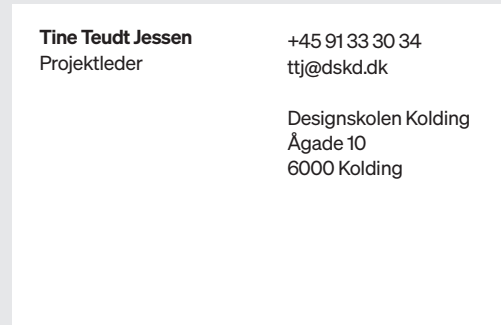 Tine Teudt Jessen
Projektleder
+45 91 33 30 34
ttj@dskd.dk
Designskolen Kolding
Ågade 10
6000 Kolding